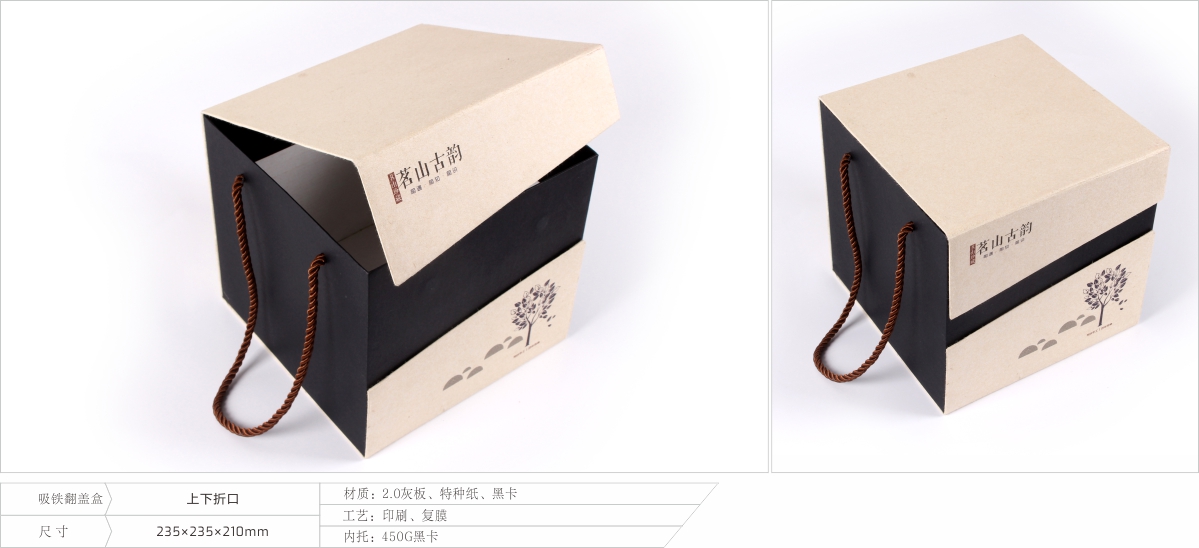 茗山古韵
茗山古韵
吸铁翻盖盒
上下折口
尺寸
235×235×210mm
材质：2.0灰板、特种纸、黑卡
工艺：印刷、复膜
内托：450G黑卡